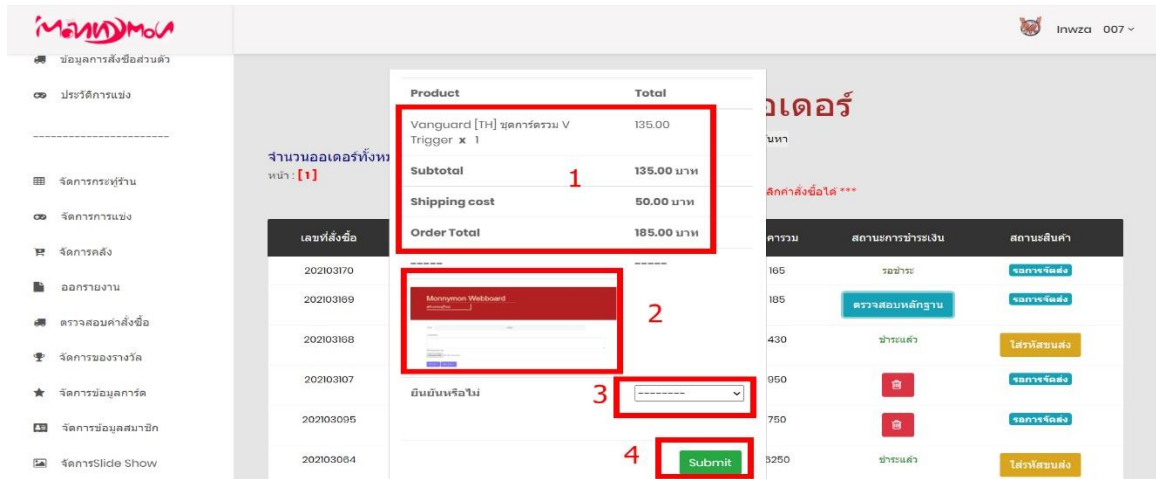 MonnyMon
Inwza 007
ข้อมูลการสั่งซื้อส่วนตัว
ประวัติการแข่ง
-----------------------
จัดการกระทู้ร้าน
จัดการการแข่ง
จัดการคลัง
ออกรายงาน
ตรวจสอบคำสั่งซื้อ
จัดการของรางวัล
จัดการข้อมูลการ์ด
จัดการข้อมูลสมาชิก
จัดการSlide Show
อเดอร์
จำนวนออเดอร์ทั้งหม
หน้า : [1]
Product Total
Vanguard [TH] ชุดการ์ดรวม V 135.00
Trigger x 1
Subtotal 135.00 บาท
1
Shipping cost 50.00 บาท
Order Total 185.00 บาท
----- -----
Monnymon Webboard
2
ยืนยันหรือไม่ 3 --------
4 Submit
ลิกคำสั่งซื้อได้ ***
เลขที่สั่งซื้อ คารวม สถานะการชำระเงิน สถานะสินค้า
202103170 165 รอชำระ รอการจัดส่ง
202103169 185 ตรวจสอบหลักฐาน รอการจัดส่ง
202103168 430 ชำระแล้ว ใส่รหัสขนส่ง
202103107 950 รอการจัดส่ง
202103095 750 รอการจัดส่ง
202103064 6250 ชำระแล้ว ใส่รหัสขนส่ง